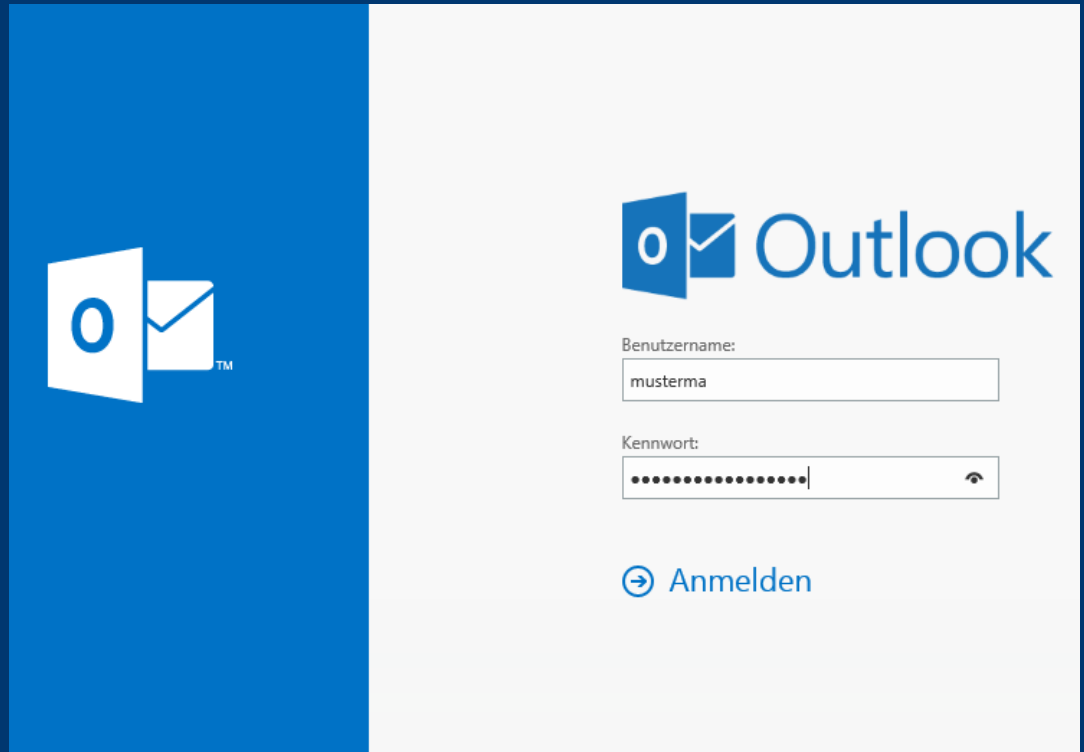 O
TM
O Outlook
Benutzername:
musterma
Kennwort:
•••••••••••••••••
Anmelden